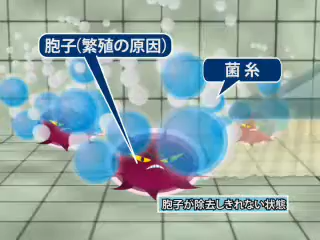 胞子(繁殖の原因)
菌糸
胞子が除去しきれない状態